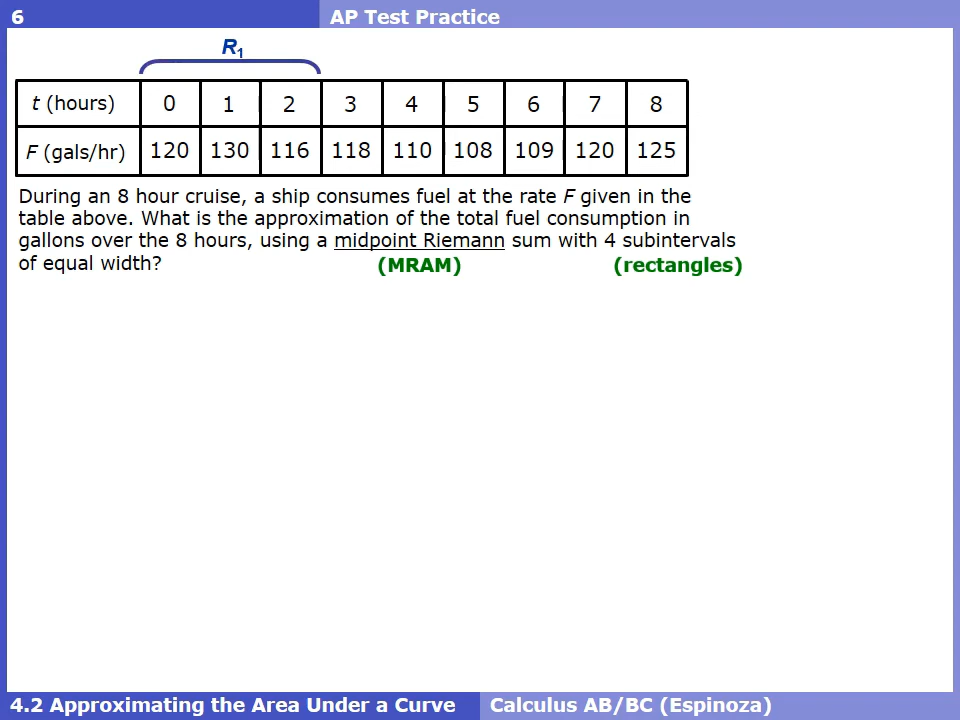 6 AP Test Practice
R1
t (hours) 0 1 2 3 4 5 6 7 8
F (gals/hr) 120 130 116 118 110 108 109 120 125
During an 8 hour cruise, a ship consumes fuel at the rate F given in the
table above. What is the approximation of the total fuel consumption in
gallons over the 8 hours, using a midpoint Riemann sum with 4 subintervals
of equal width? (MRAM) (rectangles)
4.2 Approximating the Area Under a Curve Calculus AB/BC (Espinoza)